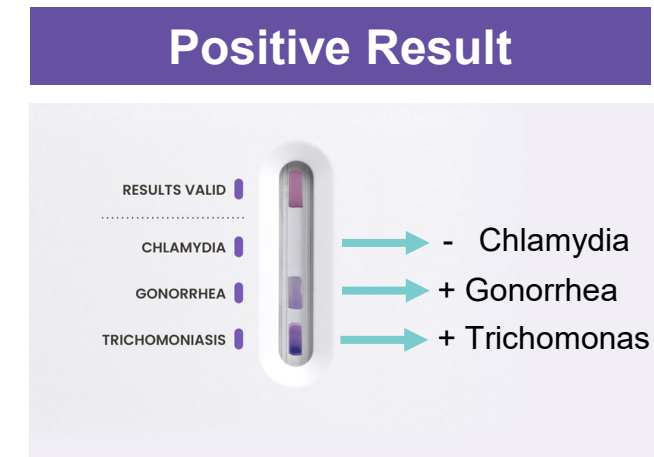 Positive Result
RESULTS VALID
CHLAMYDIA
- Chlamydia
GONORRHEA
+ Gonorrhea
TRICHOMONIASIS
+ Trichomonas